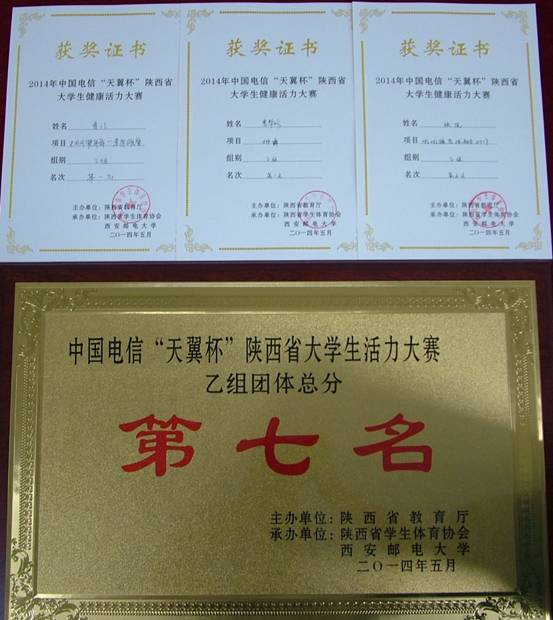 获奖证书
2014年中国电信“天翼杯”陕西省
大学生健康活力大赛
姓名
项目
组别 乙组
名次 第一名
主办单位：陕西省教育厅
承办单位：陕西省学生体育协会
西安邮电大学
二〇一四年五月
获奖证书
2014年中国电信“天翼杯”陕西省
大学生健康活力大赛
姓名
项目
组别 乙组
名次
主办单位：陕西省教育厅
承办单位：陕西省学生体育协会
西安邮电大学
二〇一四年五月
获奖证书
2014年中国电信“天翼杯”陕西省
大学生健康活力大赛
姓名
项目
组别 乙组
名次
主办单位：陕西省教育厅
承办单位：陕西省学生体育协会
西安邮电大学
二〇一四年五月
中国电信“天翼杯”陕西省大学生活力大赛
乙组团体总分
第七名
主办单位：陕西省教育厅
承办单位：陕西省学生体育协会
西安邮电大学
二〇一四年五月